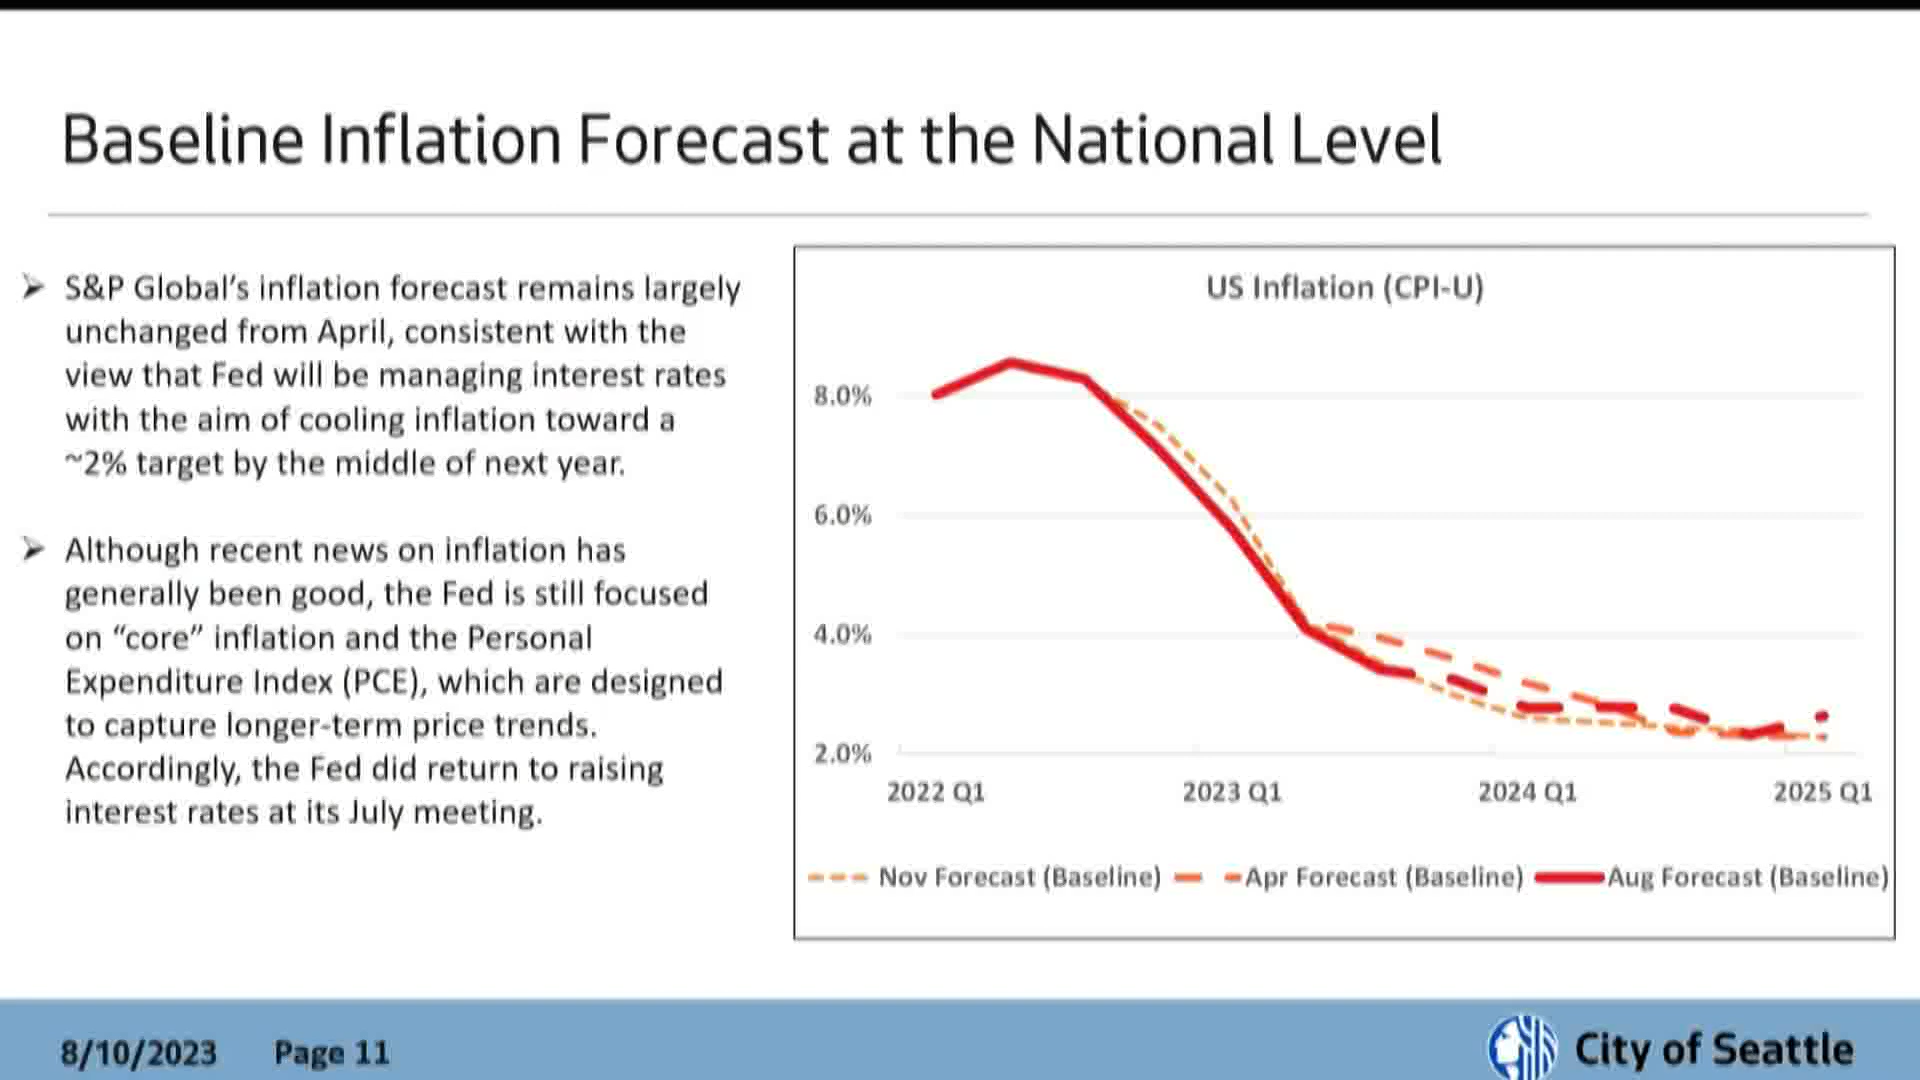 Baseline Inflation Forecast at the National Level
S&P Global's inflation forecast remains largely
unchanged from April, consistent with the
view that Fed will be managing interest rates
with the aim of cooling inflation toward a
~2% target by the middle of next year.
Although recent news on inflation has
generally been good, the Fed is still focused
on “core” inflation and the Personal
Expenditure Index (PCE), which are designed
to capture longer-term price trends.
Accordingly, the Fed did return to raising
interest rates at its July meeting.
US Inflation (CPI-U)
8.0%
6.0%
4.0%
2.0%
2022 Q1 2023 Q1 2024 Q1 2025 Q1
Nov Forecast (Baseline) Apr Forecast (Baseline) Aug Forecast (Baseline)
8/10/2023 Page 11
City of Seattle